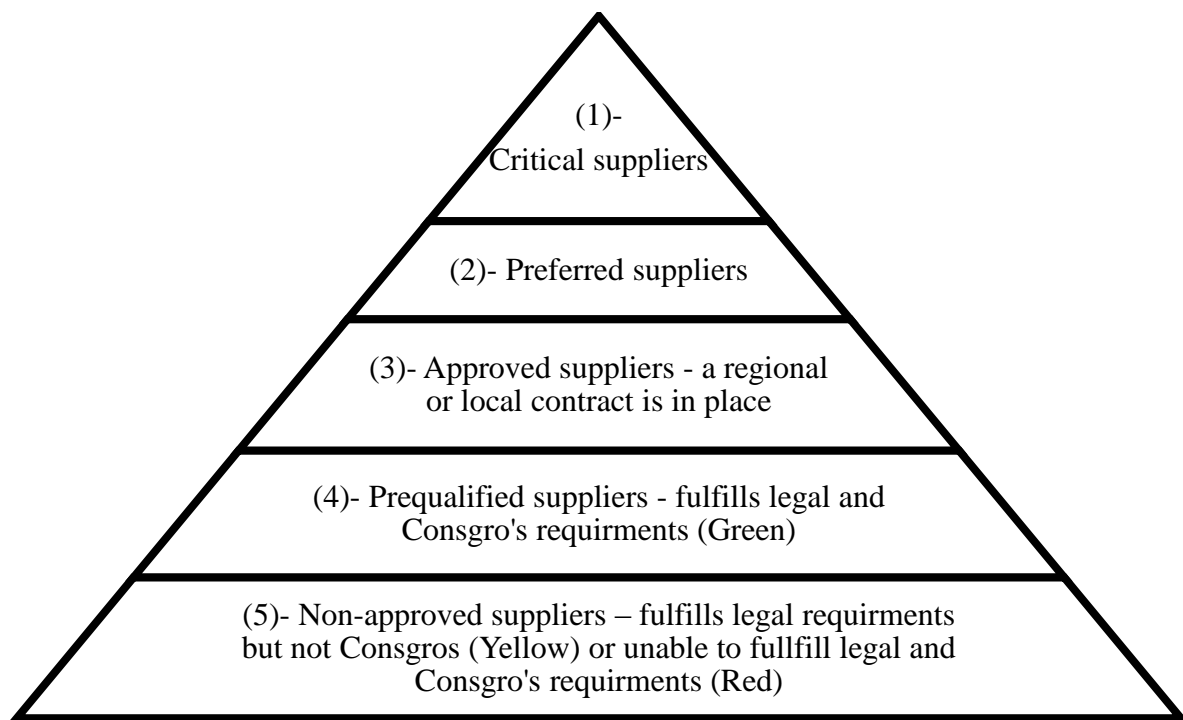 (1)-
Critical suppliers
(2)- Preferred suppliers
(3)- Approved suppliers - a regional
or local contract is in place
(4)- Prequalified suppliers - fulfills legal and
Consgro's requirments (Green)
(5)- Non-approved suppliers – fulfills legal requirments
but not Consgros (Yellow) or unable to fullfill legal and
Consgro's requirments (Red)